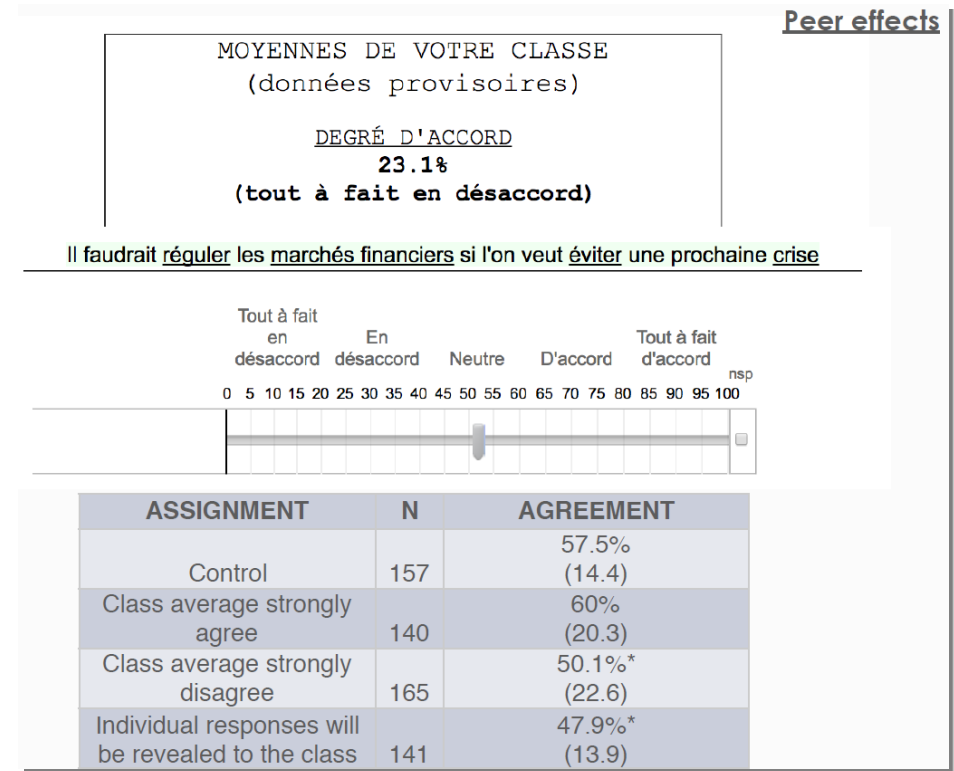 Peer effects
MOYENNES DE VOTRE CLASSE
(données provisoires)
DEGRÉ D'ACCORD
23.1%
(tout à fait en désaccord)
Il faudrait réguler les marchés financiers si l'on veut éviter une prochaine crise
Tout à fait
en
désaccord
En
désaccord
Neutre
D'accord
Tout à fait
d'accord
nsp
0 5 10 15 20 25 30 35 40 45 50 55 60 65 70 75 80 85 90 95 100
ASSIGNMENT N AGREEMENT
Control 157 57.5%
(14.4)
Class average strongly
agree 140 60%
(20.3)
Class average strongly
disagree 165 50.1%*
(22.6)
Individual responses will
be revealed to the class 141 47.9%*
(13.9)